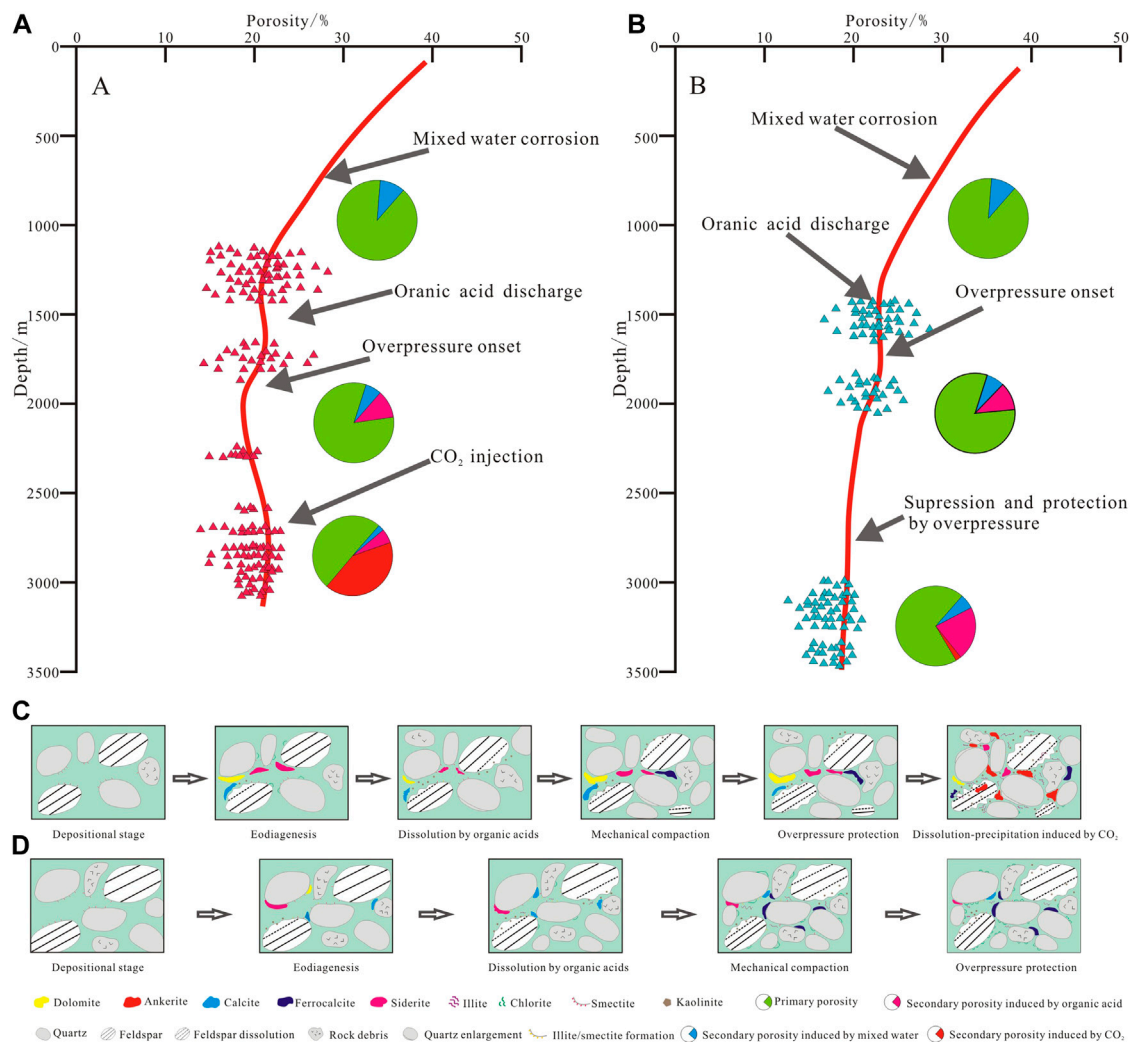 A
Porosity/%
0 10 20 30 40 50
0
500
1000
1500
2000
2500
3000
3500
Depth/m
A
Mixed water corrosion
Oranic acid discharge
Overpressure onset
CO₂ injection
B
Porosity/%
0 10 20 30 40 50
0
500
1000
1500
2000
2500
3000
3500
Depth/m
B
Mixed water corrosion
Oranic acid discharge
Overpressure onset
Supression and protection
by overpressure
C
Depositional stage
Eodiagenesis
Dissolution by organic acids
Mechanical compaction
Overpressure protection
Dissolution-precipitation induced by CO₂
D
Depositional stage
Eodiagenesis
Dissolution by organic acids
Mechanical compaction
Overpressure protection
Dolomite Ankerite Calcite Ferrocalcite Siderite Illite Chlorite Smectite Kaolinite Primary porosity Secondary porosity induced by organic acid
Quartz Feldspar Feldspar dissolution Rock debris Quartz enlargement Illite/smectite formation Secondary porosity induced by mixed water Secondary porosity induced by CO₂